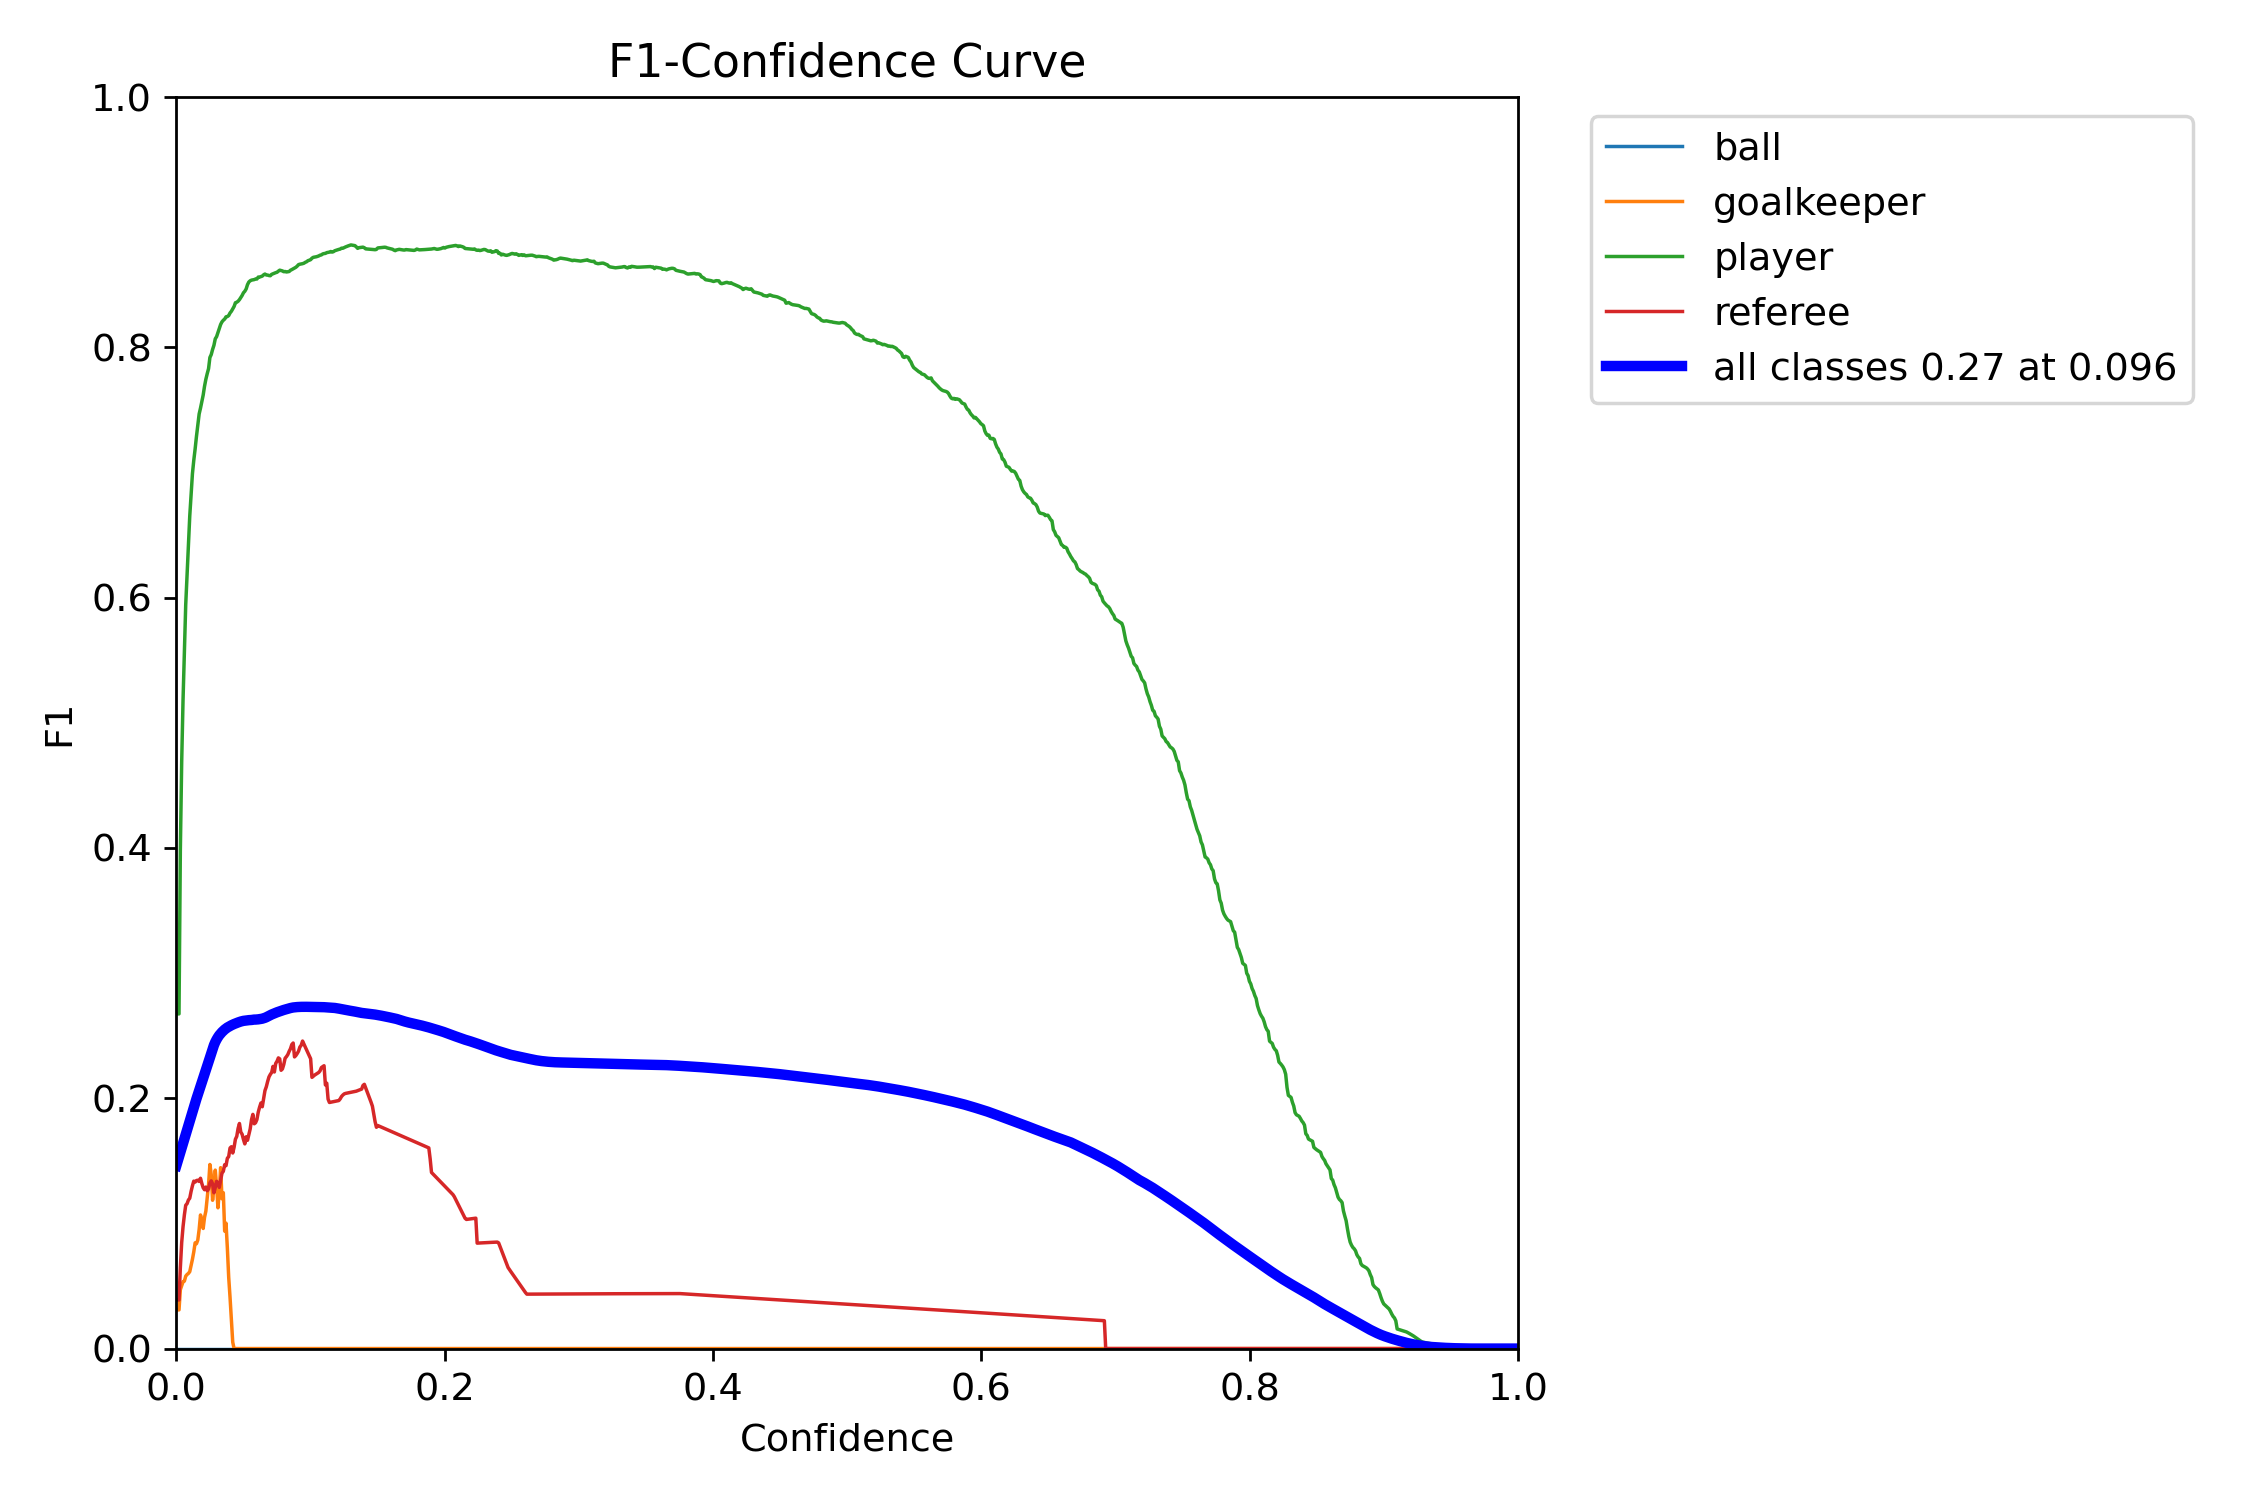 F1-Confidence Curve
1.0
0.8
0.6
0.4
0.2
0.0
F1
0.0 0.2 0.4 0.6 0.8 1.0
Confidence
ball
goalkeeper
player
referee
all classes 0.27 at 0.096